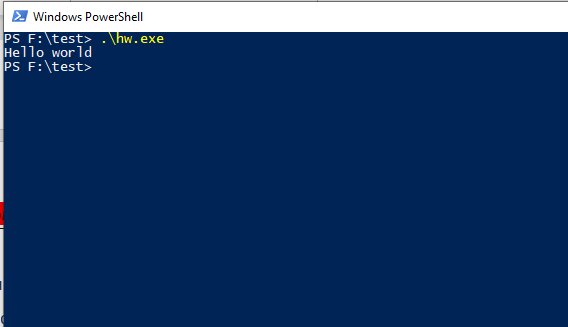 Windows PowerShell
PS F:\test> .\hw.exe
Hello world
PS F:\test>